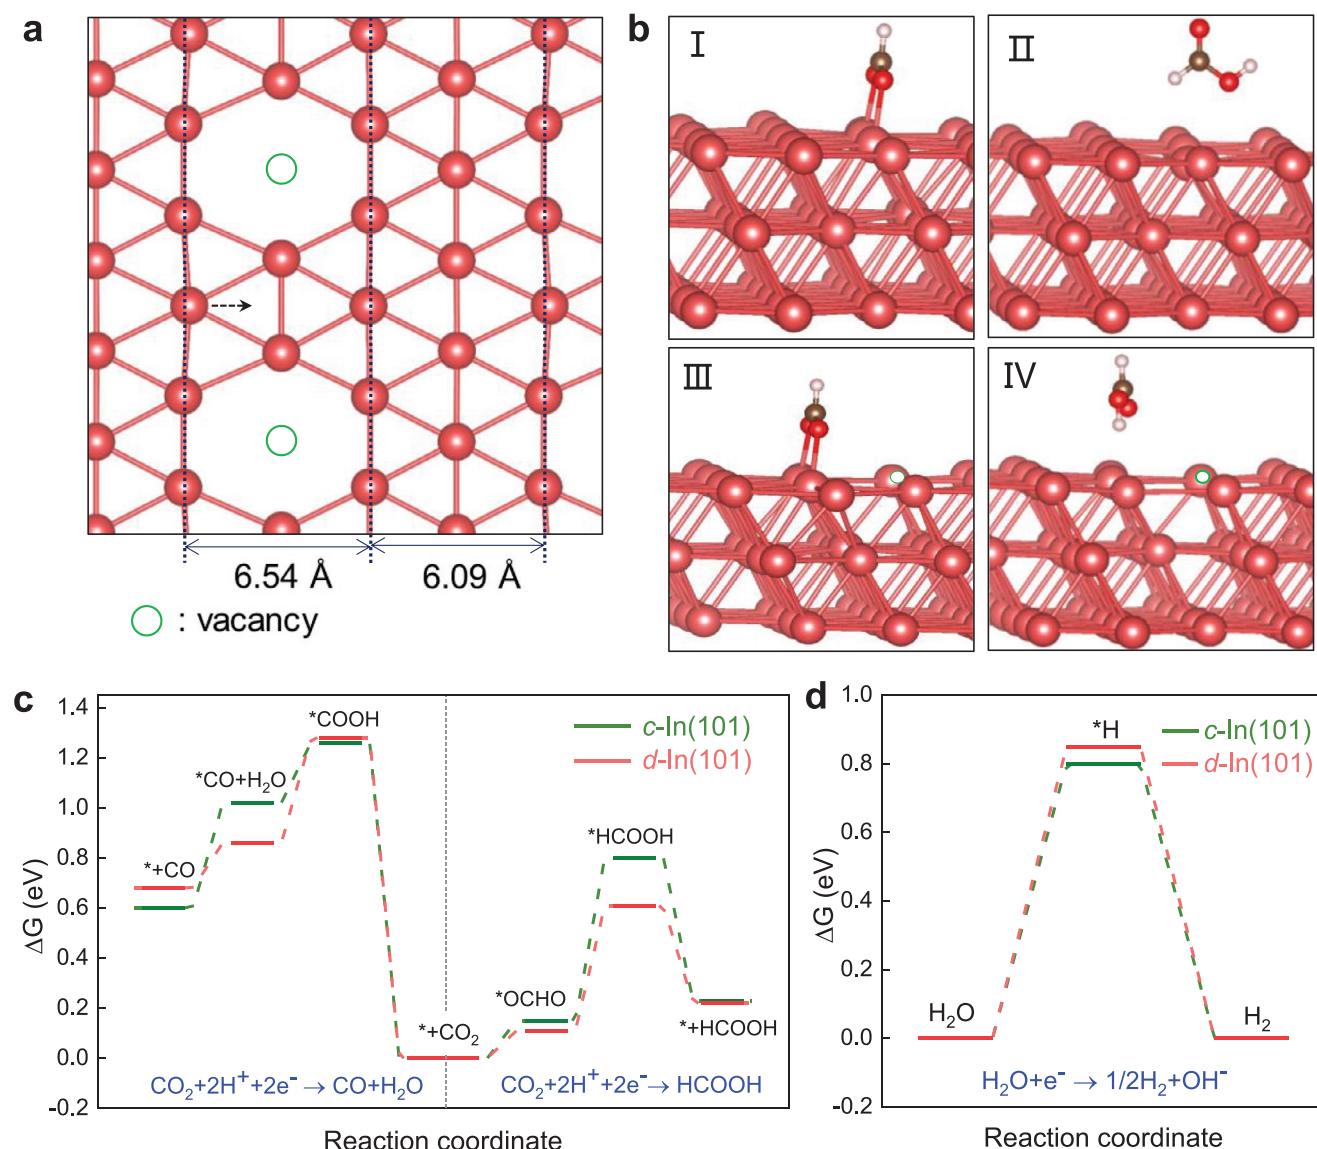 a
6.54 Å
6.09 Å
: vacancy
b
I
II
III
IV
c
ΔG (eV)
1.4
1.2
1.0
0.8
0.6
0.4
0.2
0.0
-0.2
*+CO
*CO+H₂O
*COOH
*+CO₂
*OCHO
*HCOOH
*+HCOOH
c-In(101)
d-In(101)
CO₂+2H⁺+2e⁻ → CO+H₂O
CO₂+2H⁺+2e⁻ → HCOOH
Reaction coordinate
d
ΔG (eV)
1.0
0.8
0.6
0.4
0.2
0.0
-0.2
H₂O
*H
H₂
c-In(101)
d-In(101)
H₂O+e⁻ → 1/2H₂+OH⁻
Reaction coordinate